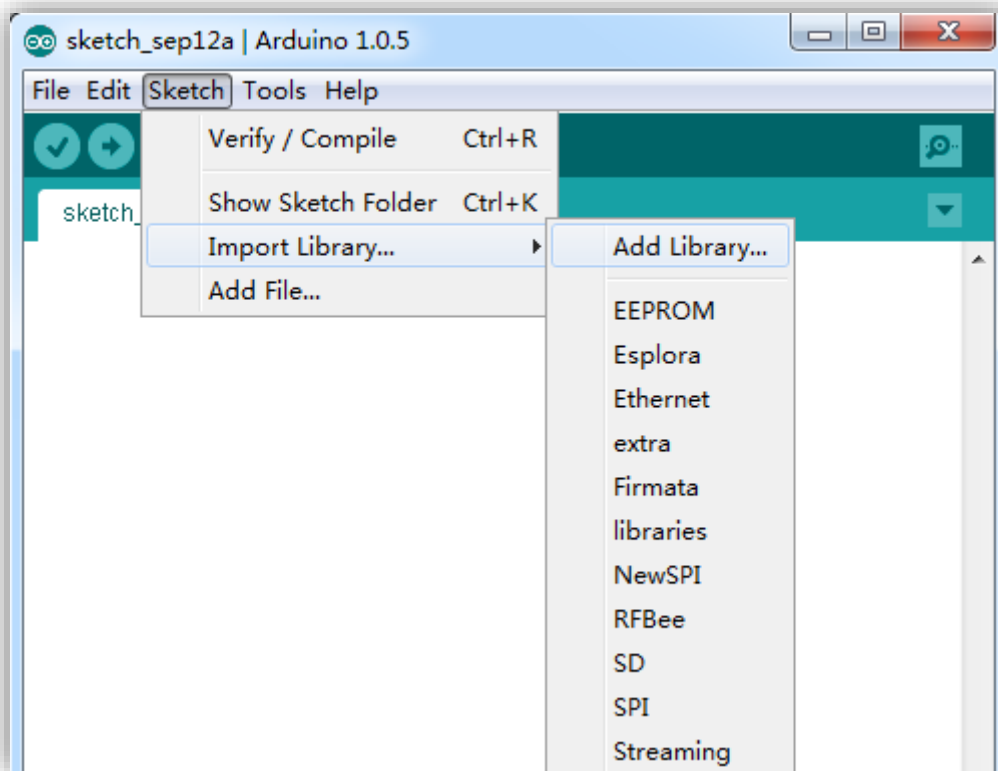 sketch_sep12a | Arduino 1.0.5
File Edit Sketch Tools Help
Verify / Compile Ctrl+R
sketch_
Show Sketch Folder Ctrl+K
Import Library...
Add File...
Add Library...
EEPROM
Esplora
Ethernet
extra
Firmata
libraries
NewSPI
RFBee
SD
SPI
Streaming